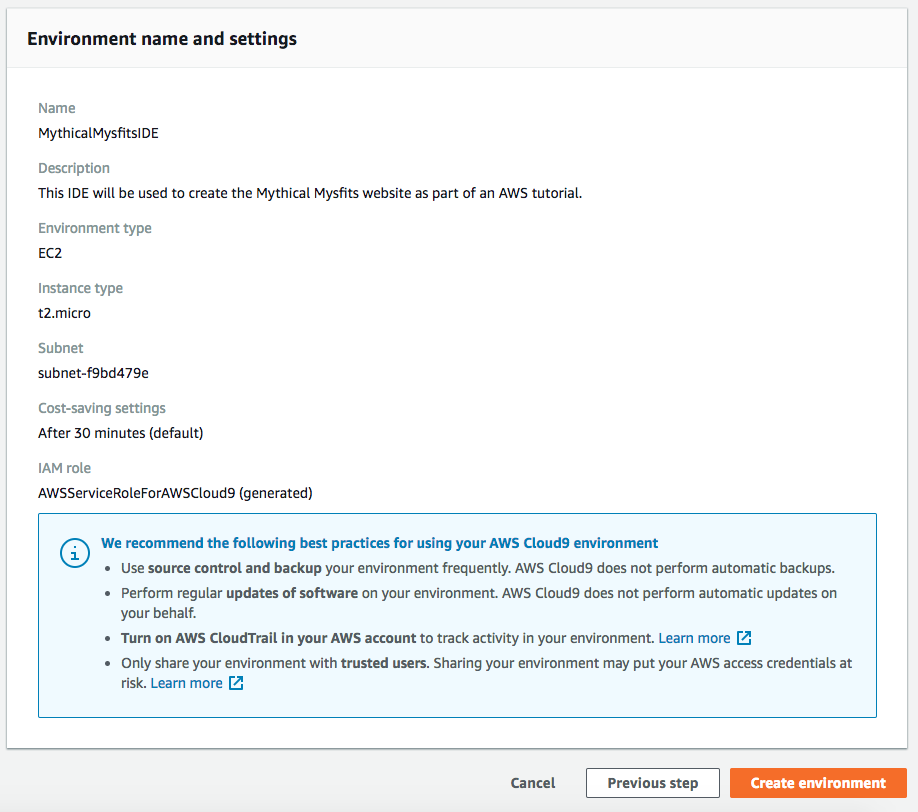 Environment name and settings
Name
MythicalMysfitsIDE
Description
This IDE will be used to create the Mythical Mysfits website as part of an AWS tutorial.
Environment type
EC2
Instance type
t2.micro
Subnet
subnet-f9bd479e
Cost-saving settings
After 30 minutes (default)
IAM role
AWSServiceRoleForAWSCloud9 (generated)
We recommend the following best practices for using your AWS Cloud9 environment
• Use source control and backup your environment frequently. AWS Cloud9 does not perform automatic backups.
• Perform regular updates of software on your environment. AWS Cloud9 does not perform automatic updates on
your behalf.
• Turn on AWS CloudTrail in your AWS account to track activity in your environment. Learn more
• Only share your environment with trusted users. Sharing your environment may put your AWS access credentials at
risk. Learn more
Cancel Previous step Create environment